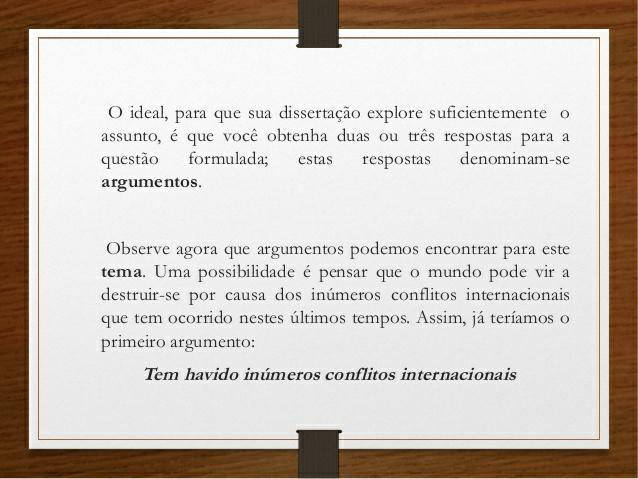 O ideal, para que sua dissertação explore suficientemente o
assunto, é que você obtenha duas ou três respostas para a
questão formulada; estas respostas denominam-se
argumentos.
Observe agora que argumentos podemos encontrar para este
tema. Uma possibilidade é pensar que o mundo pode vir a
destruir-se por causa dos inúmeros conflitos internacionais
que tem ocorrido nestes últimos tempos. Assim, já teríamos o
primeiro argumento:
Tem havido inúmeros conflitos internacionais